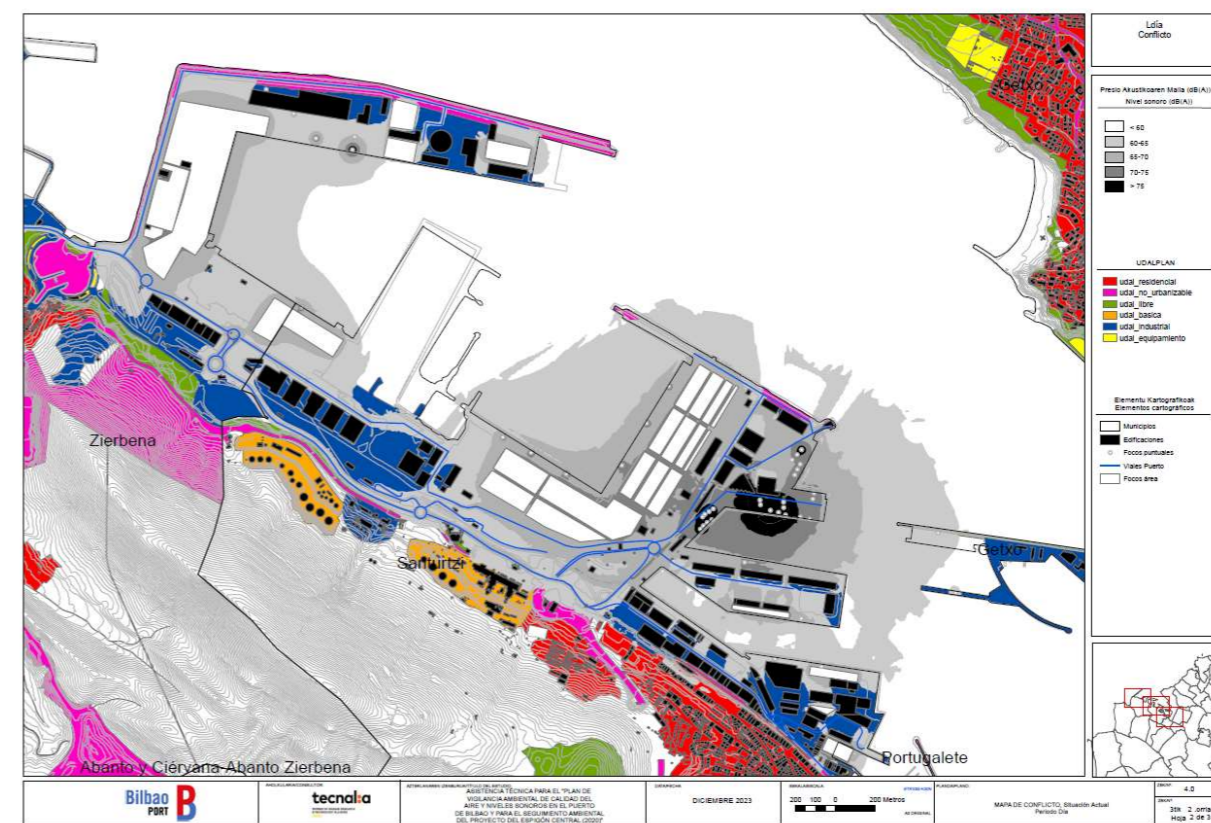 Ldía
Conflicto
Presio Akustikoaren Maila (dB(A))
Nivel sonoro (dB(A))
< 60
60-65
65-70
70-75
> 75
UDALPLAN
udal_residencial
udal_no_urbanizable
udal_libre
udal_basica
udal_industrial
udal_equipamiento
Elementu Kartografikoak
Elementos cartográficos
Municipios
Edificaciones
Focos puntuales
Viales Puerto
Focos área
Getxo
Zierbena
Santurtzi
Getxo
Portugalete
Abanto y Ciérvana-Abanto Zierbena
Bilbao
PORT
tecnalia
ASISTENCIA TÉCNICA PARA EL "PLAN DE
VIGILANCIA AMBIENTAL DE CALIDAD DEL
AIRE Y NIVELES SONOROS EN EL PUERTO
DE BILBAO Y PARA EL SEGUIMIENTO AMBIENTAL
DEL PROYECTO DEL ESPIGÓN CENTRAL (2020)"
DICIEMBRE 2023
200 100 0 200 Metros
MAPA DE CONFLICTO, Situación Actual
Periodo Día
4.0
Hoja 2 de 3